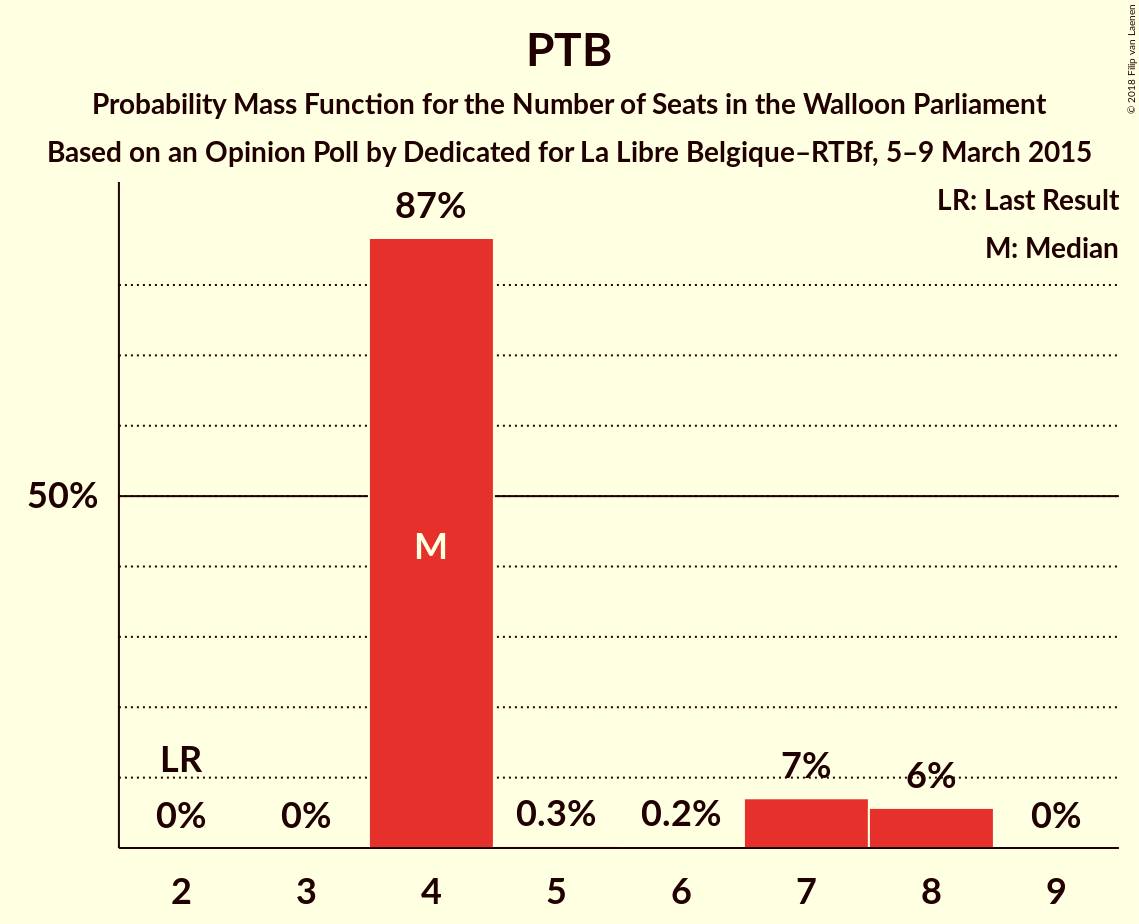 PTB
Probability Mass Function for the Number of Seats in the Walloon Parliament
Based on an Opinion Poll by Dedicated for La Libre Belgique–RTBf, 5–9 March 2015
© 2018 Filip van Laenen
LR: Last Result
M: Median
87%
50%
M
LR
0%
0%
0.3%
0.2%
7%
6%
0%
2 3 4 5 6 7 8 9